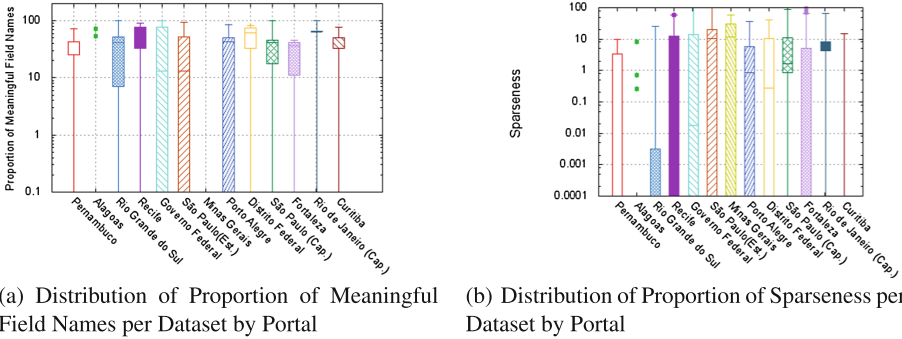 Proportion of Meaningful Field Names
100
10
1
0.1
Pernambuco
Alagoas
Rio Grande do Sul
Recife
Governo Federal
São Paulo(Est.)
Minas Gerais
Porto Alegre
Distrito Federal
São Paulo (Cap.)
Fortaleza
Rio de Janeiro (Cap.)
Curitiba
(a) Distribution of Proportion of Meaningful
Field Names per Dataset by Portal
Sparseness
100
10
1
0.1
0.01
0.001
0.0001
Pernambuco
Alagoas
Rio Grande do Sul
Recife
Governo Federal
São Paulo(Est.)
Minas Gerais
Porto Alegre
Distrito Federal
São Paulo (Cap.)
Fortaleza
Rio de Janeiro (Cap.)
Curitiba
(b) Distribution of Proportion of Sparseness per
Dataset by Portal